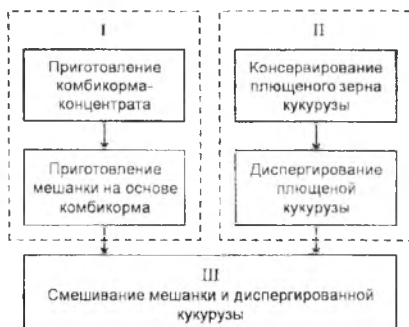 I
Приготовление
комбикорма-
концентрата
Приготовление
мешанки на основе
комбикорма
II
Консервирование
плющеного зерна
кукурузы
Диспергирование
плющеной
кукурузы
III
Смешивание мешанки и диспергированной
кукурузы